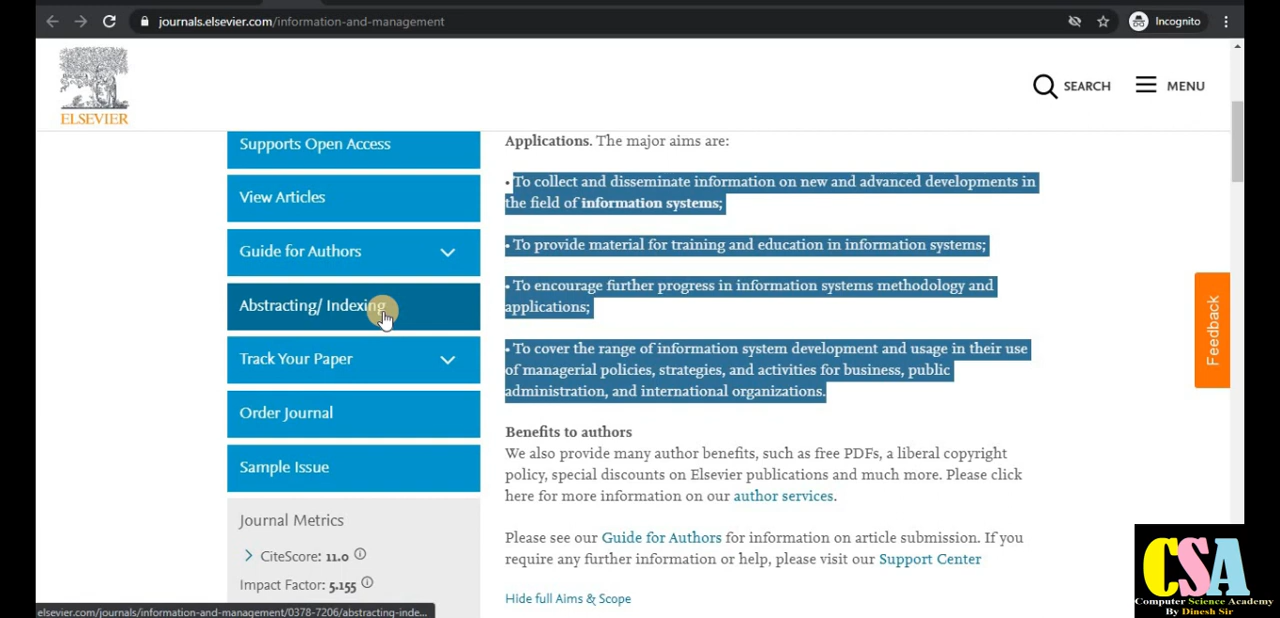 journals.elsevier.com/information-and-management
Incognito
ELSEVIER
SEARCH
MENU
Supports Open Access
View Articles
Guide for Authors
Abstracting/ Indexing
Track Your Paper
Order Journal
Sample Issue
Journal Metrics
CiteScore: 11.0
Impact Factor: 5.155
Applications. The major aims are:
• To collect and disseminate information on new and advanced developments in
the field of information systems;
• To provide material for training and education in information systems;
• To encourage further progress in information systems methodology and
applications;
• To cover the range of information system development and usage in their use
of managerial policies, strategies, and activities for business, public
administration, and international organizations.
Benefits to authors
We also provide many author benefits, such as free PDFs, a liberal copyright
policy, special discounts on Elsevier publications and much more. Please click
here for more information on our author services.
Please see our Guide for Authors for information on article submission. If you
require any further information or help, please visit our Support Center
Hide full Aims & Scope
Feedback
elsevier.com/journals/information-and-management/0378-7206/abstracting-inde...
CSA
Computer Science Academy
By Dinesh Sir